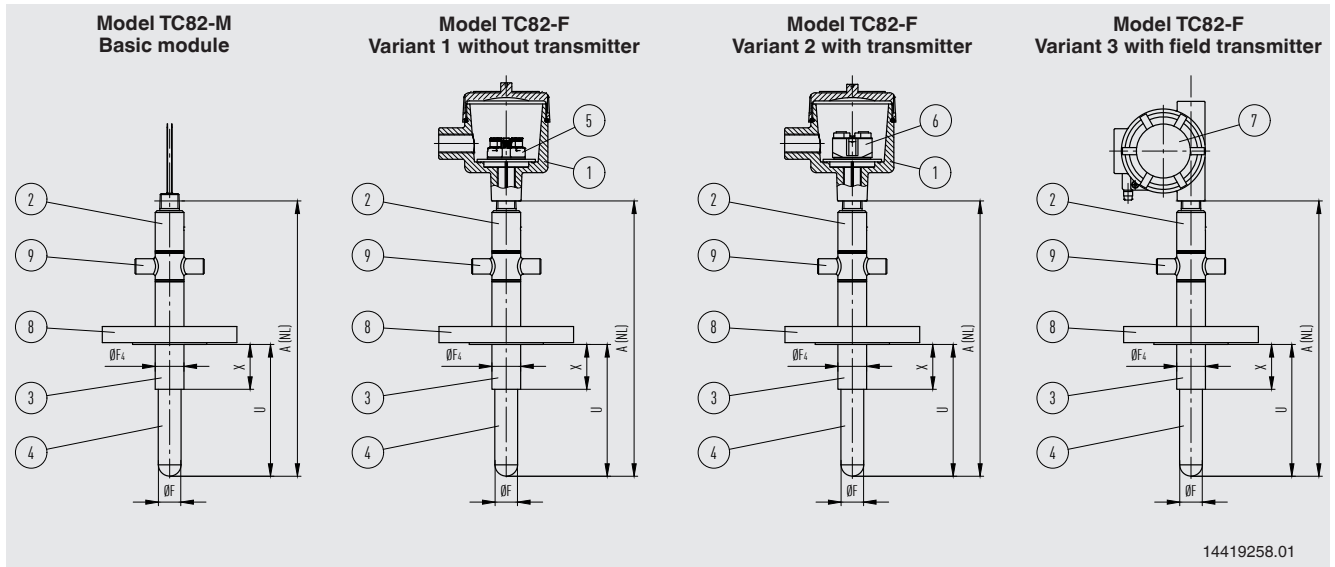 Model TC82-M
Basic module
Model TC82-F
Variant 1 without transmitter
Model TC82-F
Variant 2 with transmitter
Model TC82-F
Variant 3 with field transmitter
2
9
8
3
4
ØF₄
X
U
A (NL)
ØF
5
1
2
9
8
3
4
ØF₄
X
U
A (NL)
ØF
6
1
2
9
8
3
4
ØF₄
X
U
A (NL)
ØF
7
2
9
8
3
4
ØF₄
X
U
A (NL)
ØF
14419258.01